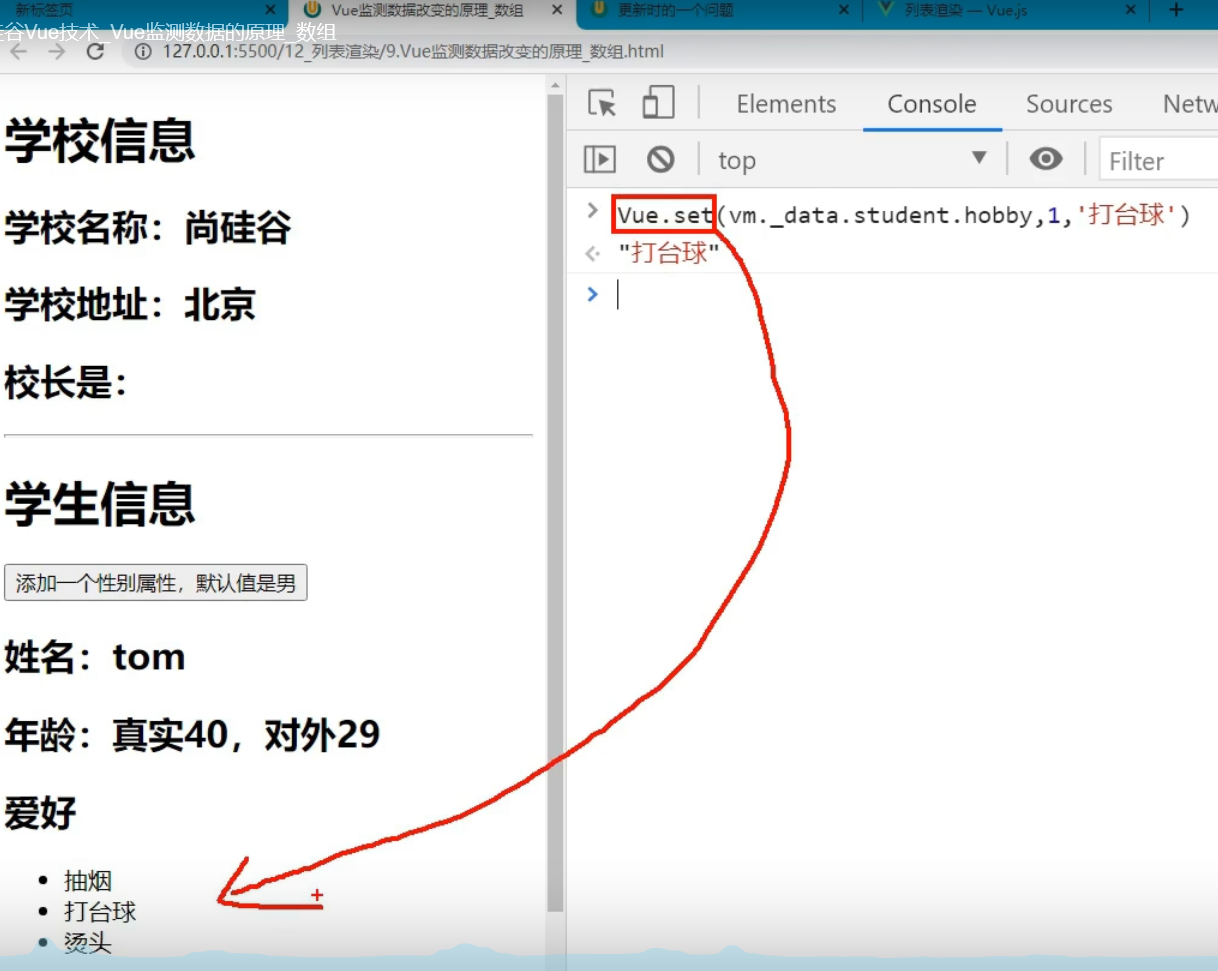 新标签页
Vue监测数据改变的原理_数组
更新时的一个问题
列表渲染 — Vue.js
谷Vue技术_Vue监测数据的原理_数组
127.0.0.1:5500/12_列表渲染/9.Vue监测数据改变的原理_数组.html
学校信息
学校名称：尚硅谷
学校地址：北京
校长是：
学生信息
添加一个性别属性，默认值是男
姓名：tom
年龄：真实40，对外29
爱好
抽烟
打台球
烫头
Elements Console Sources Netw
top Filter
Vue.set(vm._data.student.hobby,1,'打台球')
"打台球"